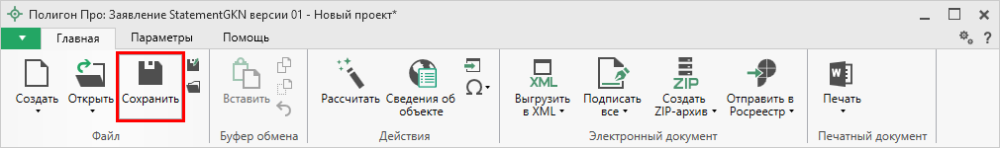 Полигон Про: Заявление StatementGKN версии 01 - Новый проект*
Главная Параметры Помощь
?
XML ZIP W
Создать Открыть Сохранить Вставить Рассчитать Сведения об объекте Ω Выгрузить в XML Подписать все Создать ZIP-архив Отправить в Росреестр Печать
Файл Буфер обмена Действия Электронный документ Печатный документ